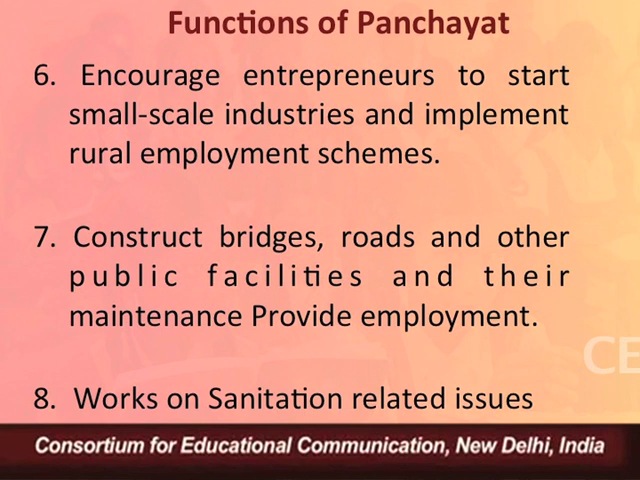 Functions of Panchayat
6. Encourage entrepreneurs to start
small-scale industries and implement
rural employment schemes.
7. Construct bridges, roads and other
public facilities and their
maintenance Provide employment.
CE
8. Works on Sanitation related issues
Consortium for Educational Communication, New Delhi, India